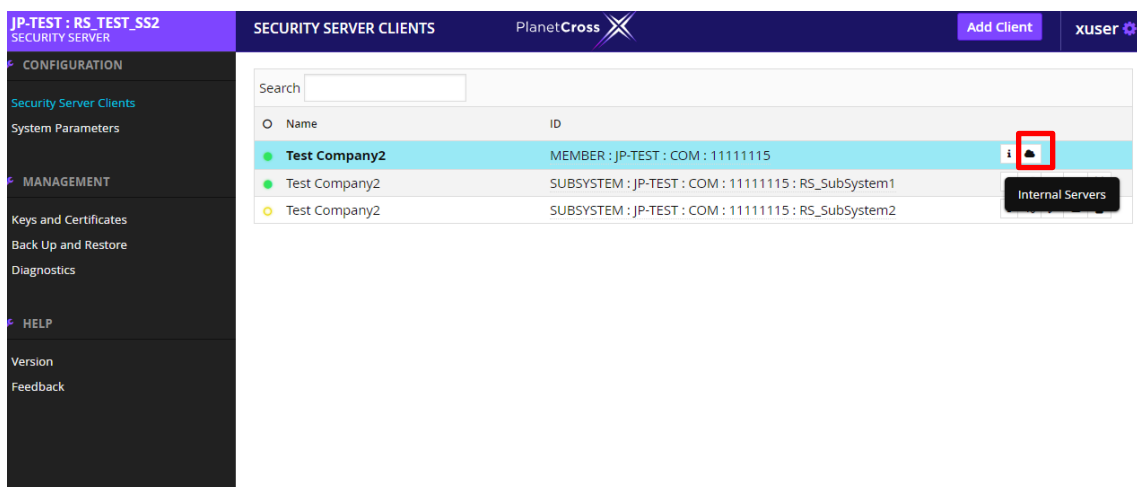 JP-TEST : RS_TEST_SS2
SECURITY SERVER
SECURITY SERVER CLIENTS
PlanetCross
Add Client
xuser
CONFIGURATION
Security Server Clients
System Parameters
MANAGEMENT
Keys and Certificates
Back Up and Restore
Diagnostics
HELP
Version
Feedback
Search
Name ID
Test Company2 MEMBER : JP-TEST : COM : 11111115 i
Test Company2 SUBSYSTEM : JP-TEST : COM : 11111115 : RS_SubSystem1
Internal Servers
Test Company2 SUBSYSTEM : JP-TEST : COM : 11111115 : RS_SubSystem2